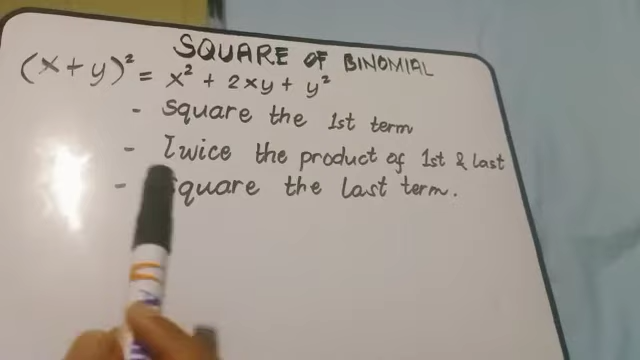 SQUARE OF BINOMIAL
(x+y)² = x² + 2xy + y²
- Square the 1st term
- Twice the product of 1st & last
- Square the last term.